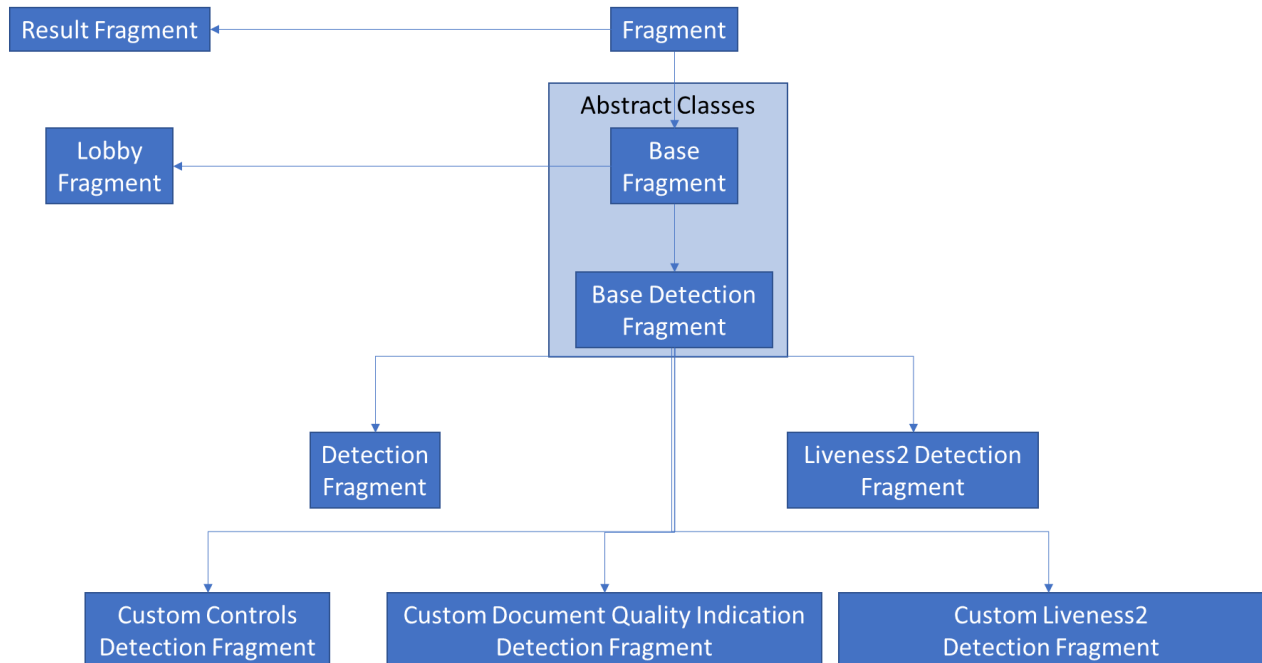 Result Fragment
Fragment
Abstract Classes
Lobby
Fragment
Base
Fragment
Base Detection
Fragment
Detection
Fragment
Liveness2 Detection
Fragment
Custom Controls
Detection Fragment
Custom Document Quality Indication
Detection Fragment
Custom Liveness2
Detection Fragment